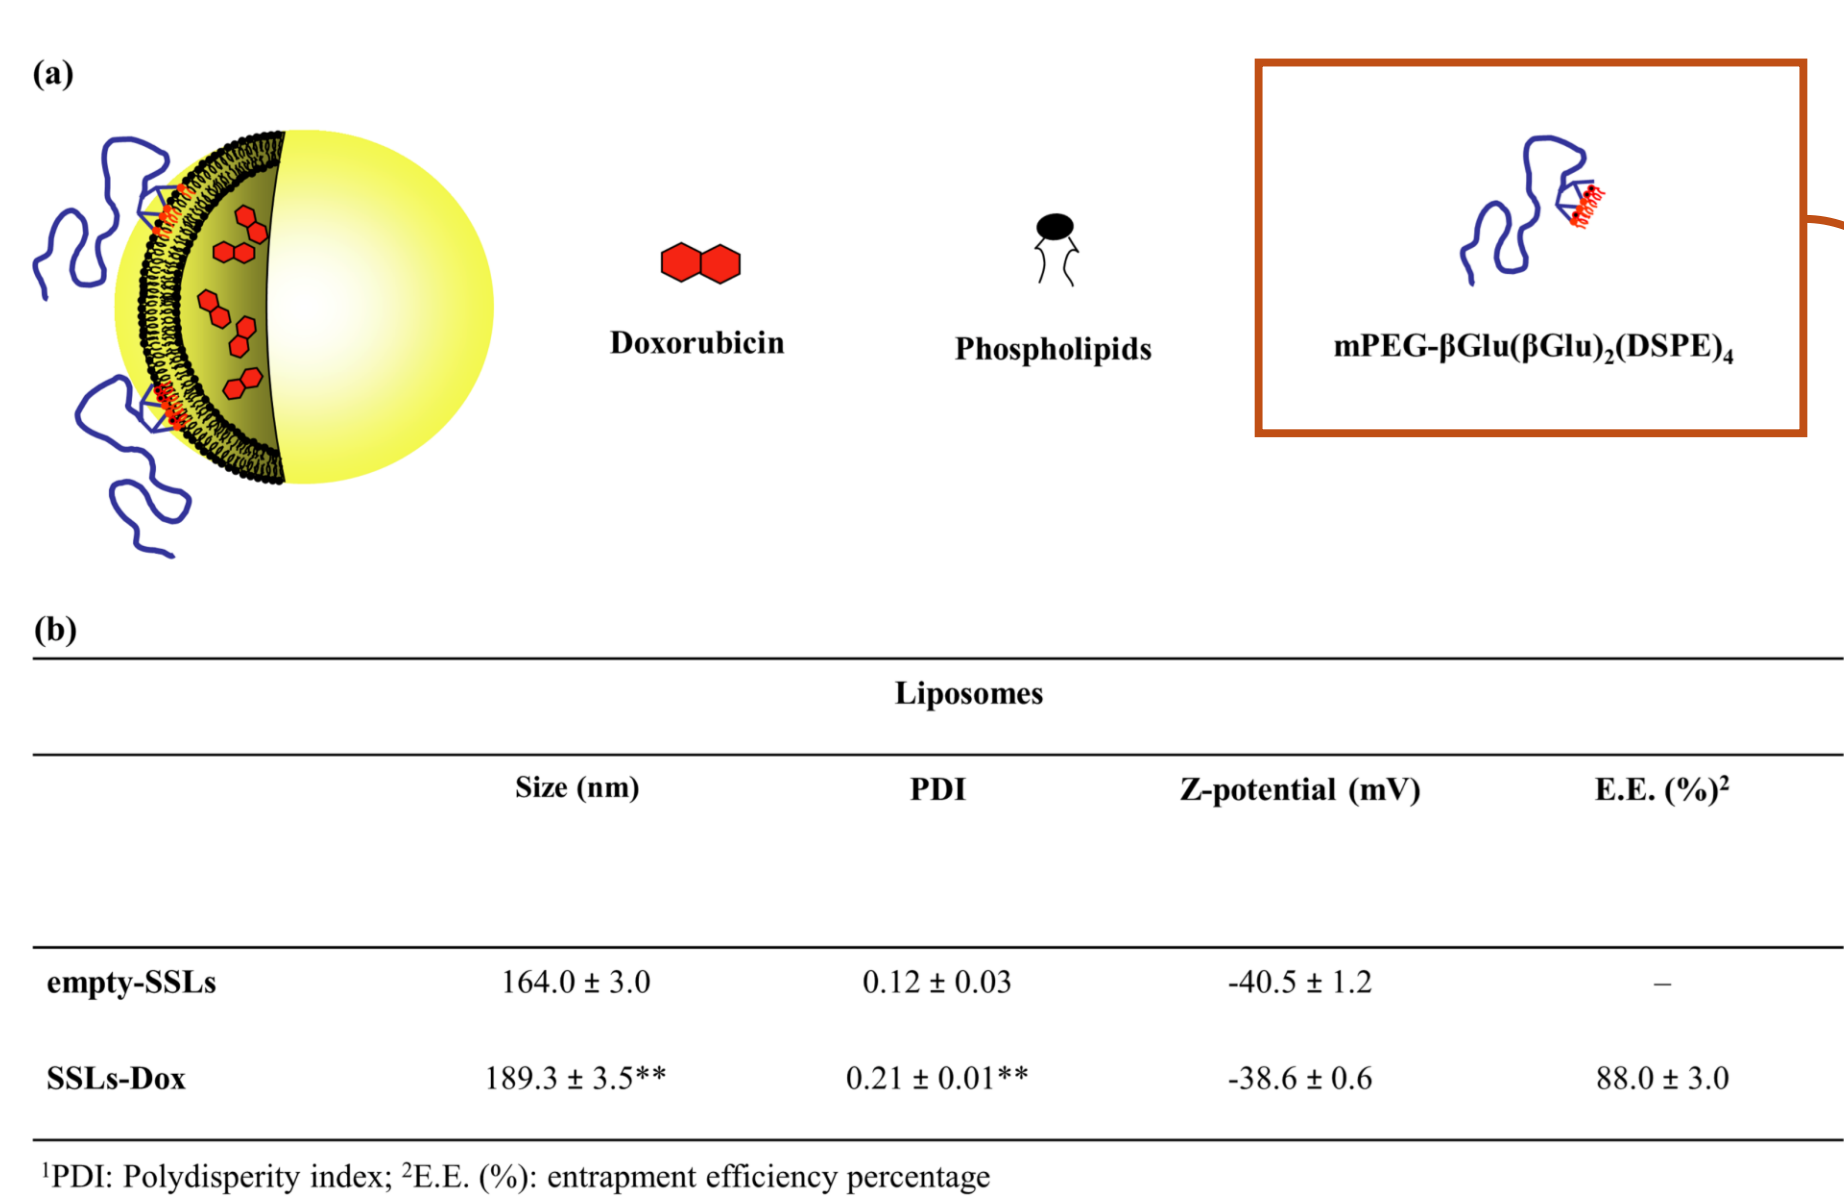 (a)
Doxorubicin
Phospholipids
mPEG-βGlu(βGlu)₂(DSPE)₄
(b)
Liposomes
Size (nm) PDI Z-potential (mV) E.E. (%)²
empty-SSLs 164.0 ± 3.0 0.12 ± 0.03 -40.5 ± 1.2 –
SSLs-Dox 189.3 ± 3.5** 0.21 ± 0.01** -38.6 ± 0.6 88.0 ± 3.0
¹PDI: Polydisperity index; ²E.E. (%): entrapment efficiency percentage